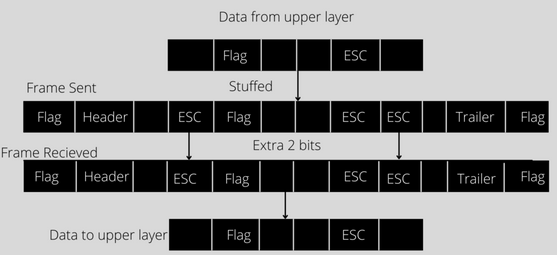 Data from upper layer
Flag ESC
Stuffed
Frame Sent
Flag Header ESC Flag ESC ESC Trailer Flag
Extra 2 bits
Frame Recieved
Flag Header ESC Flag ESC ESC Trailer Flag
Data to upper layer Flag ESC